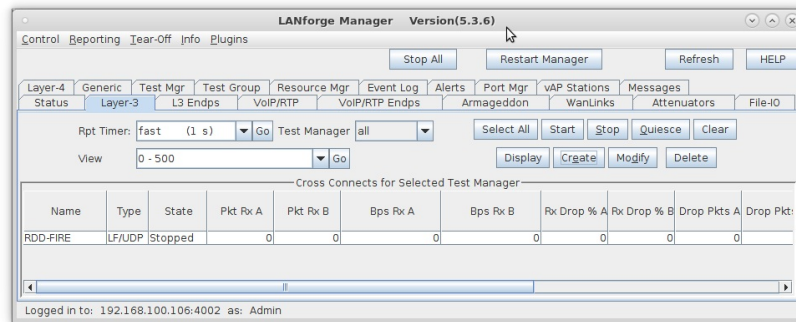 LANforge Manager Version(5.3.6)
Control Reporting Tear-Off Info Plugins
Stop All Restart Manager Refresh HELP
Layer-4 Generic Test Mgr Test Group Resource Mgr Event Log Alerts Port Mgr vAP Stations Messages
Status Layer-3 L3 Endps VoIP/RTP VoIP/RTP Endps Armageddon WanLinks Attenuators File-IO
Rpt Timer: fast (1 s) Go Test Manager all Select All Start Stop Quiesce Clear
View 0 - 500 Go Display Create Modify Delete
Cross Connects for Selected Test Manager
Name Type State Pkt Rx A Pkt Rx B Bps Rx A Bps Rx B Rx Drop % A Rx Drop % B Drop Pkts A Drop Pkts
RDD-FIRE LF/UDP Stopped 0 0 0 0 0 0 0
Logged in to: 192.168.100.106:4002 as: Admin